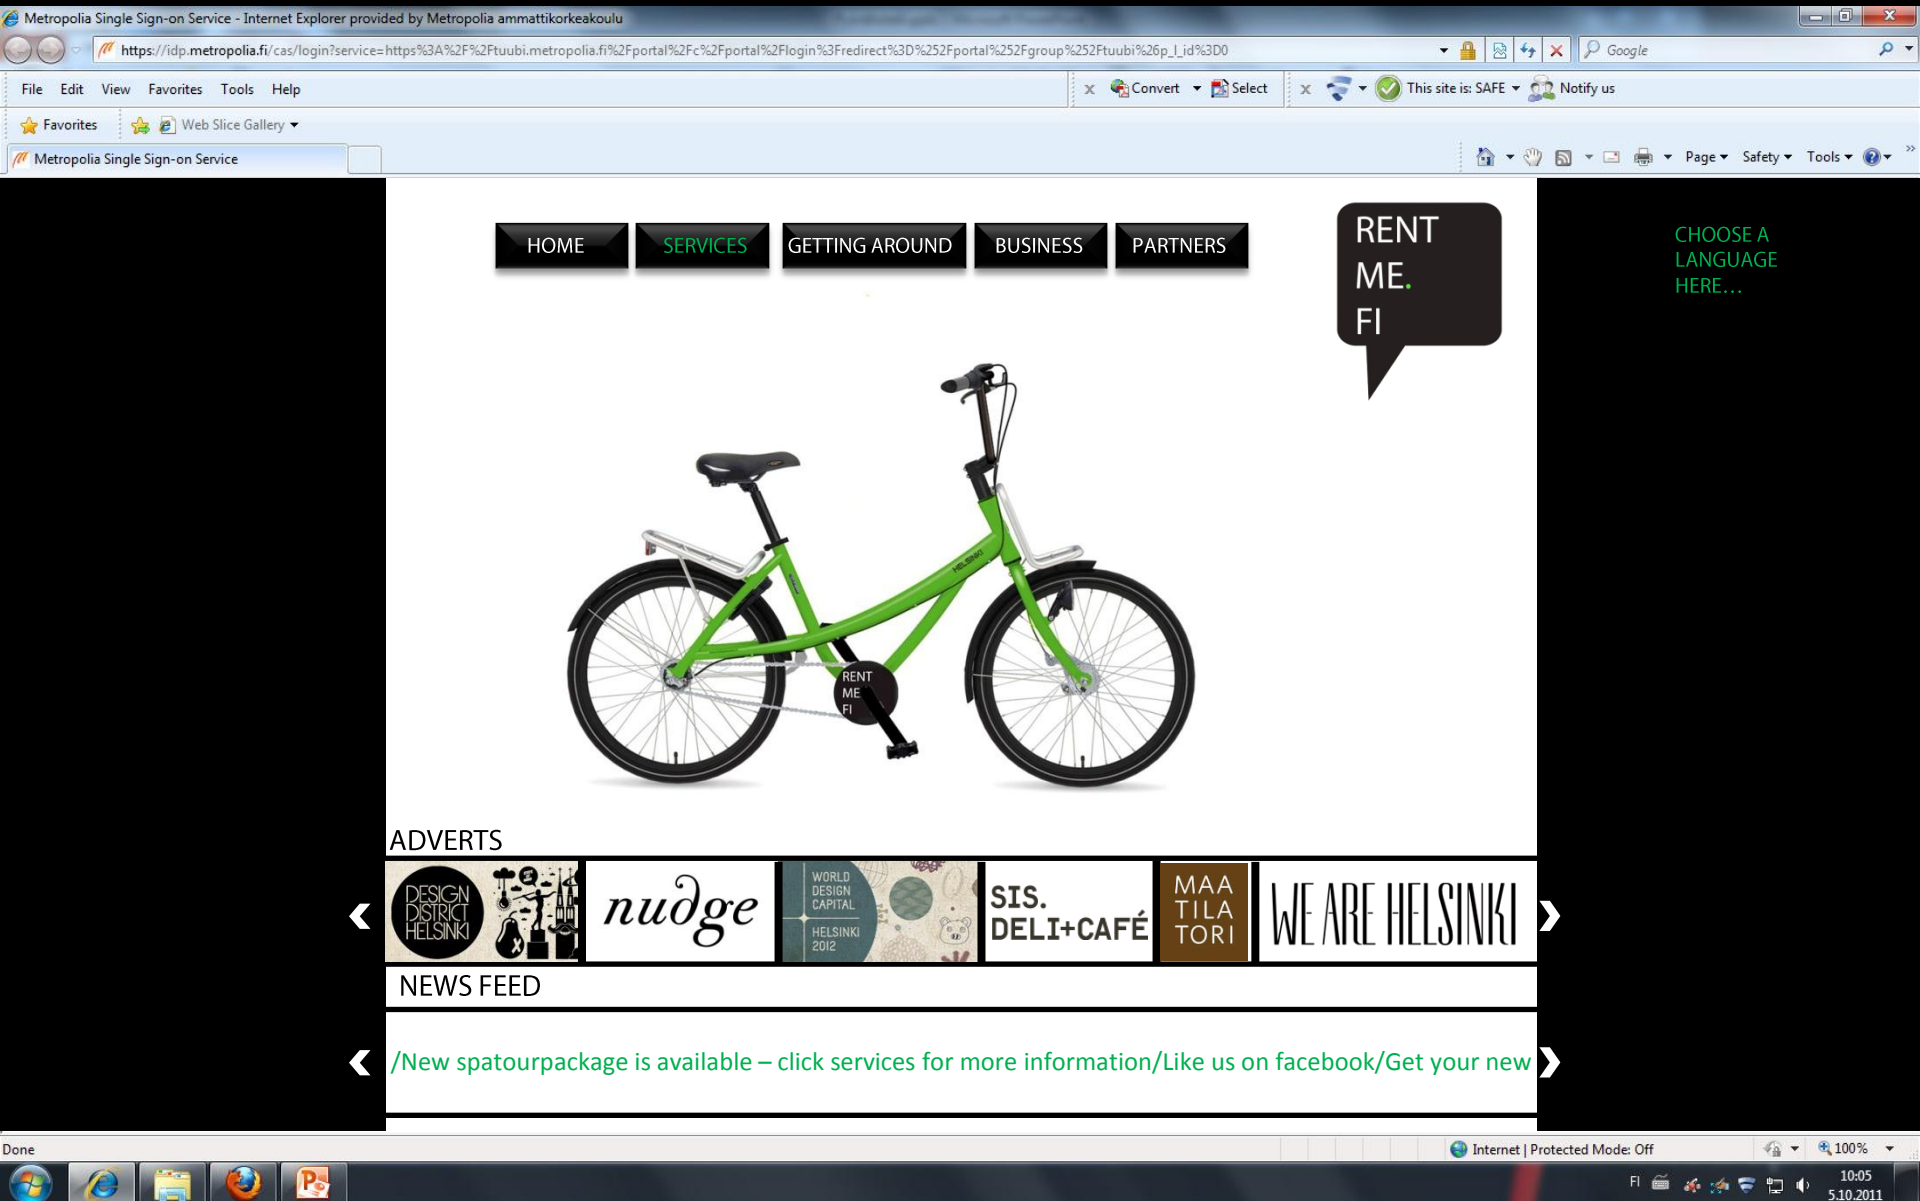 Metropolia Single Sign-on Service - Internet Explorer provided by Metropolia ammattikorkeakoulu
https://idp.metropolia.fi/cas/login?service=https%3A%2F%2Ftuubi.metropolia.fi%2Fportal%2Fc%2Fportal%2Flogin%3Fredirect%3D%252Fportal%252Fgroup%252Ftuubi%26p_l_id%3D0
Google
File Edit View Favorites Tools Help
x Convert Select
x This site is: SAFE Notify us
Favorites Web Slice Gallery
Metropolia Single Sign-on Service
Page Safety Tools
HOME SERVICES GETTING AROUND BUSINESS PARTNERS
RENT
ME.
FI
CHOOSE A
LANGUAGE
HERE...
HELSINKI
RENT
ME
FI
ADVERTS
DESIGN
DISTRICT
HELSINKI
nudge
WORLD
DESIGN
CAPITAL
HELSINKI
2012
SIS.
DELI+CAFÉ
MAA
TILA
TORI
WE ARE HELSINKI
NEWS FEED
/New spatourpackage is available – click services for more information/Like us on facebook/Get your new
Done
Internet | Protected Mode: Off
100%
FI
10:05
5.10.2011